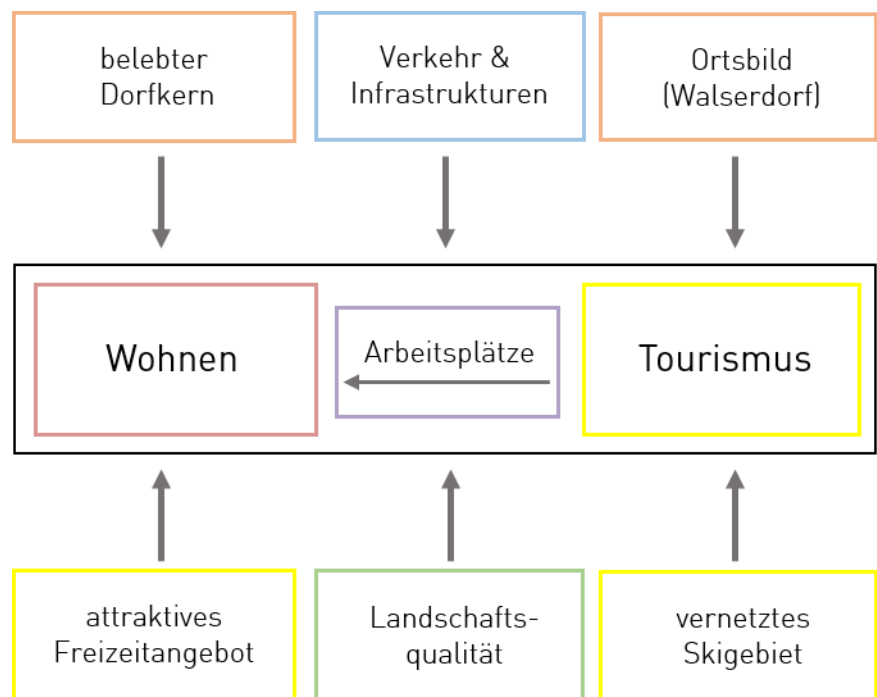 belebter
Dorfkern
Verkehr &
Infrastrukturen
Ortsbild
(Walserdorf)
Wohnen
Arbeitsplätze
Tourismus
attraktives
Freizeitangebot
Landschafts-
qualität
vernetztes
Skigebiet